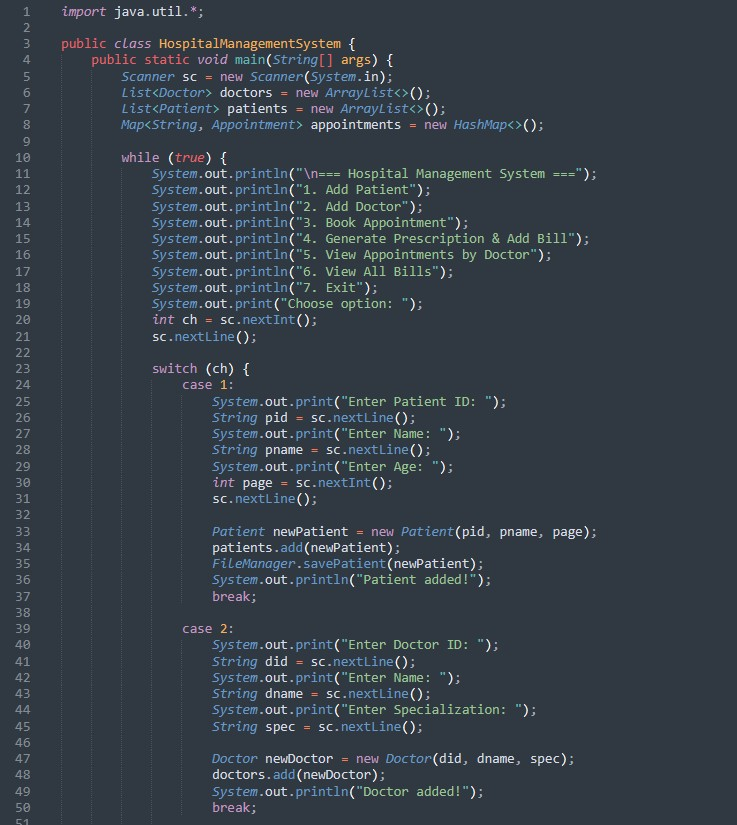 1 import java.util.*;
2
3 public class HospitalManagementSystem {
4 public static void main(String[] args) {
5 Scanner sc = new Scanner(System.in);
6 List<Doctor> doctors = new ArrayList<>();
7 List<Patient> patients = new ArrayList<>();
8 Map<String, Appointment> appointments = new HashMap<>();
9
10 while (true) {
11 System.out.println("\n=== Hospital Management System ===");
12 System.out.println("1. Add Patient");
13 System.out.println("2. Add Doctor");
14 System.out.println("3. Book Appointment");
15 System.out.println("4. Generate Prescription & Add Bill");
16 System.out.println("5. View Appointments by Doctor");
17 System.out.println("6. View All Bills");
18 System.out.println("7. Exit");
19 System.out.print("Choose option: ");
20 int ch = sc.nextInt();
21 sc.nextLine();
22
23 switch (ch) {
24 case 1:
25 System.out.print("Enter Patient ID: ");
26 String pid = sc.nextLine();
27 System.out.print("Enter Name: ");
28 String pname = sc.nextLine();
29 System.out.print("Enter Age: ");
30 int page = sc.nextInt();
31 sc.nextLine();
32
33 Patient newPatient = new Patient(pid, pname, page);
34 patients.add(newPatient);
35 FileManager.savePatient(newPatient);
36 System.out.println("Patient added!");
37 break;
38
39 case 2:
40 System.out.print("Enter Doctor ID: ");
41 String did = sc.nextLine();
42 System.out.print("Enter Name: ");
43 String dname = sc.nextLine();
44 System.out.print("Enter Specialization: ");
45 String spec = sc.nextLine();
46
47 Doctor newDoctor = new Doctor(did, dname, spec);
48 doctors.add(newDoctor);
49 System.out.println("Doctor added!");
50 break;
51